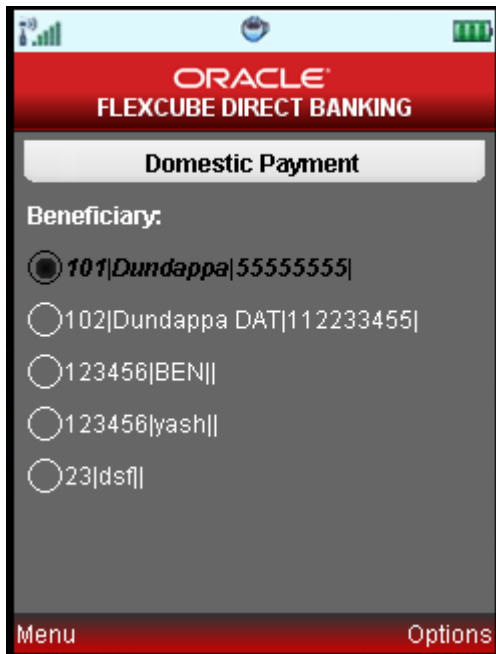 ORACLE
FLEXCUBE DIRECT BANKING
Domestic Payment
Beneficiary:
101|Dundappa|55555555|
102|Dundappa DAT|112233455|
123456|BEN||
123456|yash||
23|dsf||
Menu Options